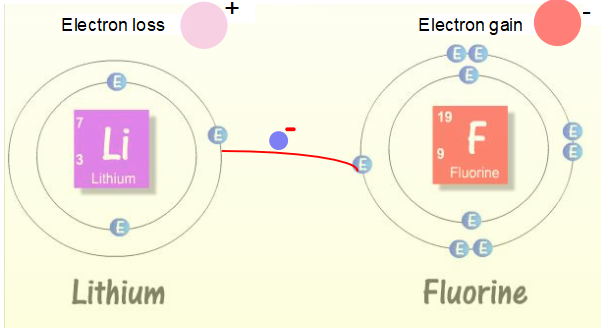 Electron loss
+
Electron gain
-
E
E
E
-
E
7
Li
3
Lithium
E
E E
E
E
E
19
F
9
Fluorine
E
E
E E
Lithium
Fluorine